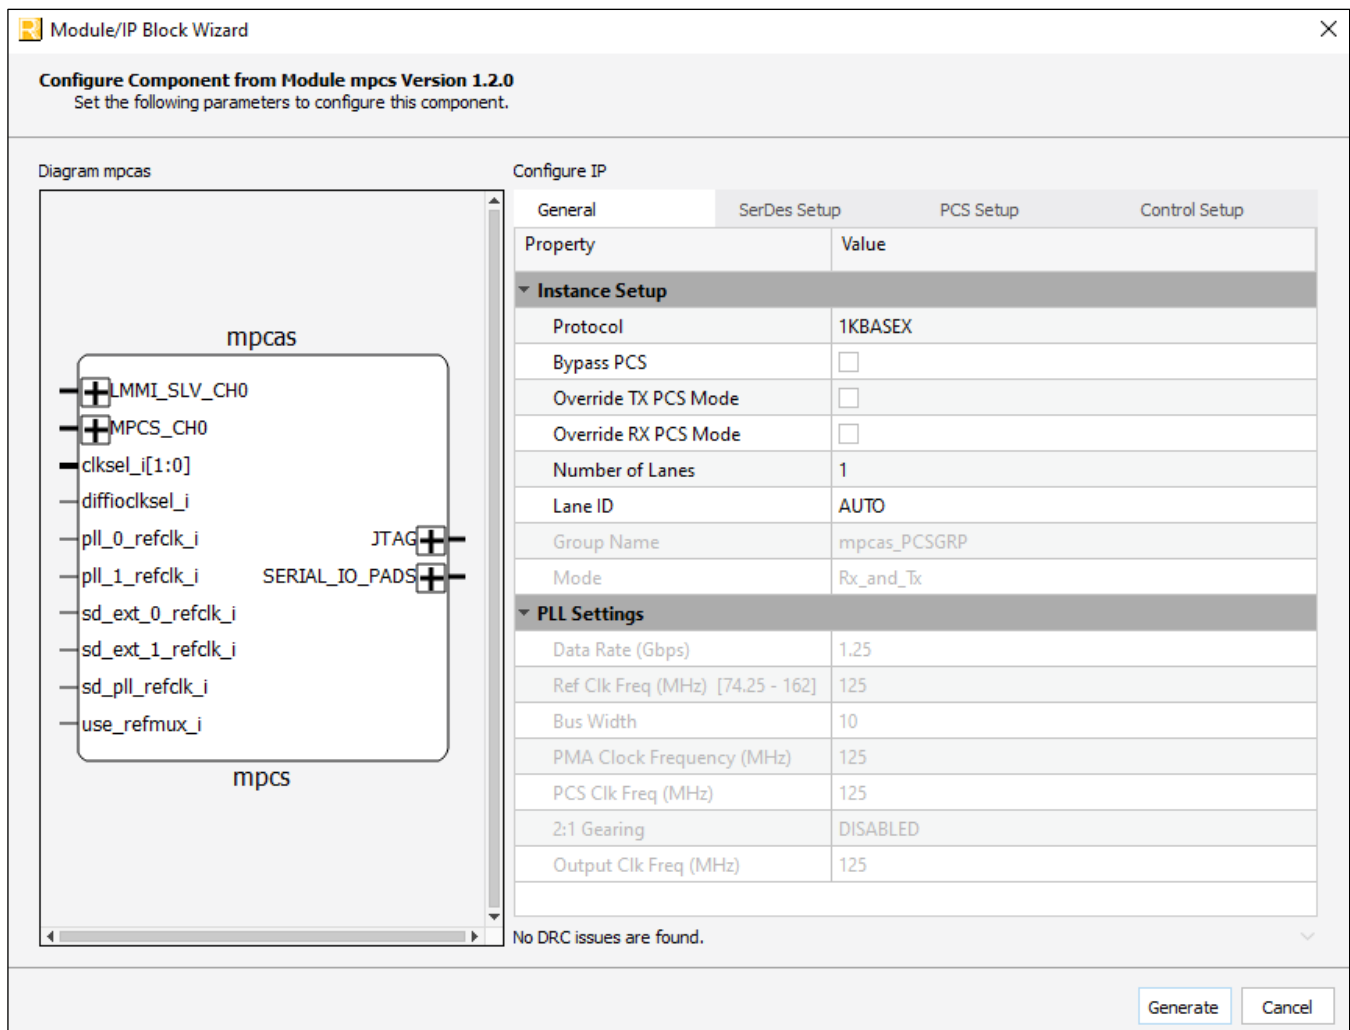 Module/IP Block Wizard
Configure Component from Module mpcs Version 1.2.0
Set the following parameters to configure this component.
Diagram mpcas
mpcas
LMMI_SLV_CH0
MPCS_CH0
clksel_i[1:0]
diffioclksel_i
pll_0_refclk_i JTAG
pll_1_refclk_i SERIAL_IO_PADS
sd_ext_0_refclk_i
sd_ext_1_refclk_i
sd_pll_refclk_i
use_refmux_i
mpcs
Configure IP
General SerDes Setup PCS Setup Control Setup
Property Value
Instance Setup
Protocol 1KBASEX
Bypass PCS
Override TX PCS Mode
Override RX PCS Mode
Number of Lanes 1
Lane ID AUTO
Group Name mpcas_PCSGRP
Mode Rx_and_Tx
PLL Settings
Data Rate (Gbps) 1.25
Ref Clk Freq (MHz) [74.25 - 162] 125
Bus Width 10
PMA Clock Frequency (MHz) 125
PCS Clk Freq (MHz) 125
2:1 Gearing DISABLED
Output Clk Freq (MHz) 125
No DRC issues are found.
Generate Cancel